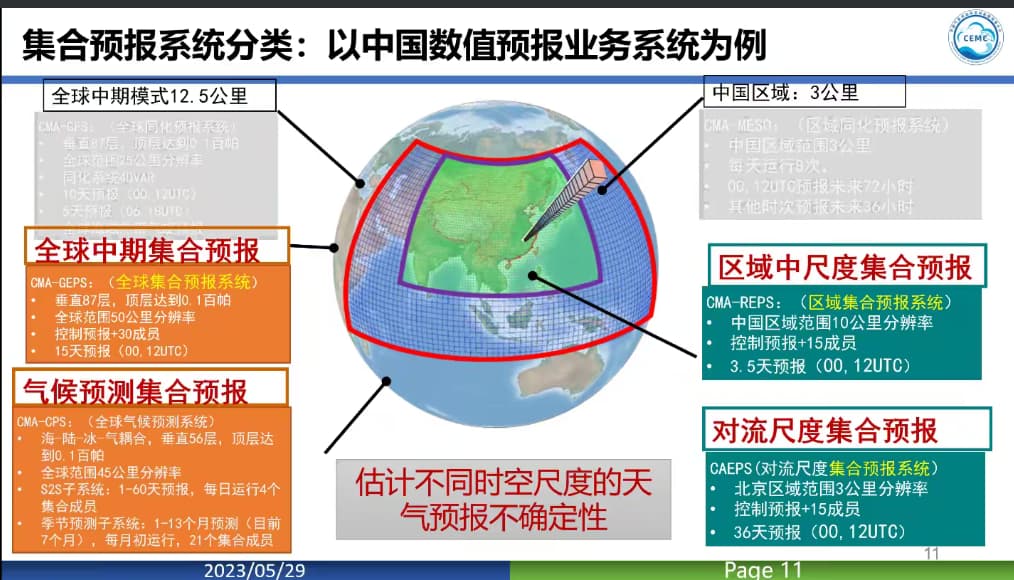 集合预报系统分类：以中国数值预报业务系统为例
CEMC
全球中期模式12.5公里
CMA-GFS：（全球同化预报系统）
• 垂直87层，顶层达到0.1百帕
• 全球范围25公里分辨率
• 同化系统4DVAR
• 10天预报（00,12UTC）
• 5天预报（06,18UTC）
全球中期集合预报
CMA-GEPS：（全球集合预报系统）
• 垂直87层，顶层达到0.1百帕
• 全球范围50公里分辨率
• 控制预报+30成员
• 15天预报（00,12UTC）
气候预测集合预报
CMA-CPS：（全球气候预测系统）
• 海-陆-冰-气耦合，垂直56层，顶层达
到0.1百帕
• 全球范围45公里分辨率
• S2S子系统：1-60天预报，每日运行4个
集合成员
• 季节预测子系统：1-13个月预测（目前
7个月），每月初运行，21个集合成员
中国区域：3公里
CMA-MESO：（区域同化预报系统）
• 中国区域范围3公里
• 每天运行8次，
• 00,12UTC预报未来72小时
• 其他时次预报未来36小时
区域中尺度集合预报
CMA-REPS：（区域集合预报系统）
• 中国区域范围10公里分辨率
• 控制预报+15成员
• 3.5天预报（00,12UTC）
对流尺度集合预报
CAEPS(对流尺度集合预报系统）
• 北京区域范围3公里分辨率
• 控制预报+15成员
• 36天预报（00,12UTC）
估计不同时空尺度的天
气预报不确定性
11
2023/05/29
Page 11